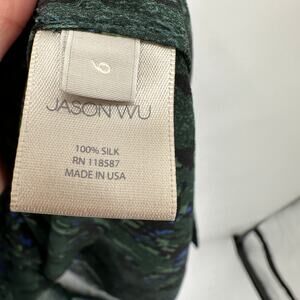 6
JASON WU
100% SILK
RN 118587
MADE IN USA